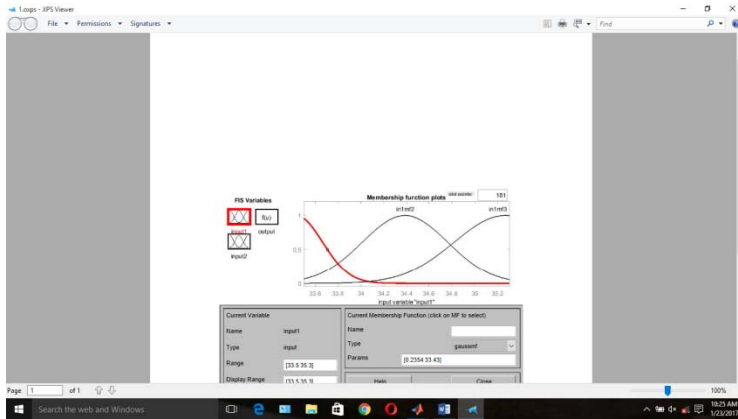 1.oxps - XPS Viewer
File Permissions Signatures Find
FIS Variables
Membership function plots plot points: 181
f(u)
input1 output
input2
in1mf2 in1mf3
1
0.5
0
33.6 33.8 34 34.2 34.4 34.6 34.8 35 35.2
input variable "input1"
Current Variable
Name input1
Type input
Range [33.5 35.3]
Display Range [33.5 35.3]
Current Membership Function (click on MF to select)
Name
Type gaussmf
Params [0.2354 33.43]
Help Close
Page 1 of 1 100%
Search the web and Windows
10:25 AM
1/23/2017